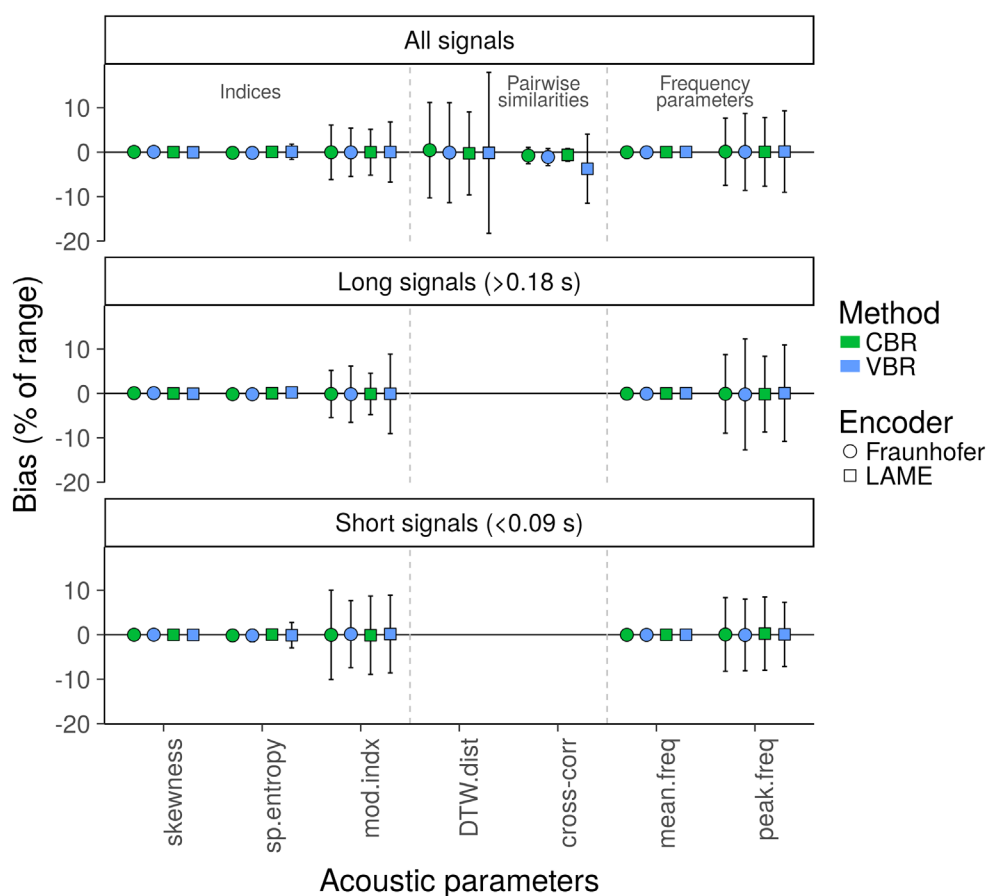 All signals
Indices
Pairwise
similarities
Frequency
parameters
10
0
-10
-20
Long signals (>0.18 s)
10
0
-10
-20
Short signals (<0.09 s)
10
0
-10
-20
Bias (% of range)
skewness
sp.entropy
mod.indx
DTW.dist
cross-corr
mean.freq
peak.freq
Acoustic parameters
Method
CBR
VBR
Encoder
Fraunhofer
LAME